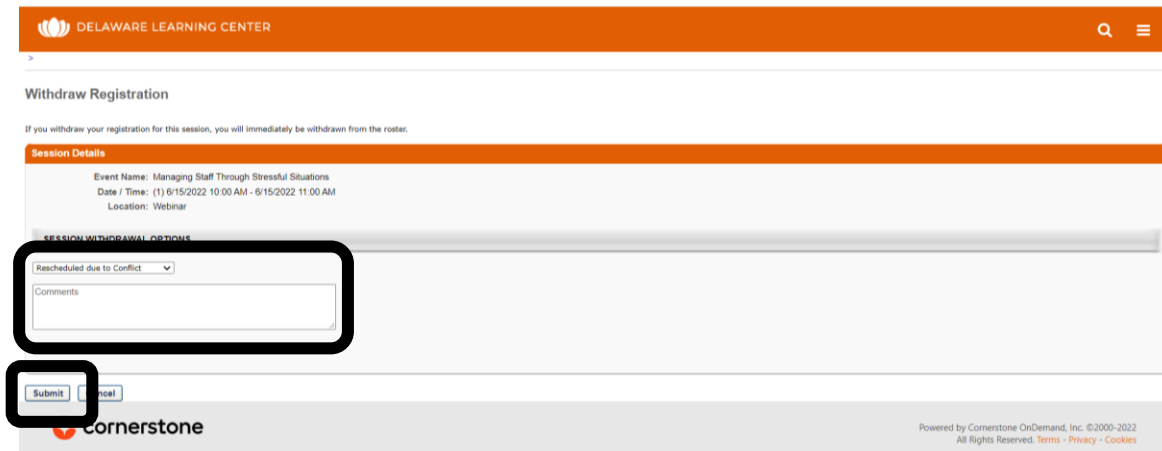 DELAWARE LEARNING CENTER
>
Withdraw Registration
If you withdraw your registration for this session, you will immediately be withdrawn from the roster.
Session Details
Event Name: Managing Staff Through Stressful Situations
Date / Time: (1) 6/15/2022 10:00 AM - 6/15/2022 11:00 AM
Location: Webinar
SESSION WITHDRAWAL OPTIONS
Rescheduled due to Conflict
Comments
Submit
cornerstone
Powered by Cornerstone OnDemand, Inc. ©2000-2022
All Rights Reserved. Terms - Privacy - Cookies